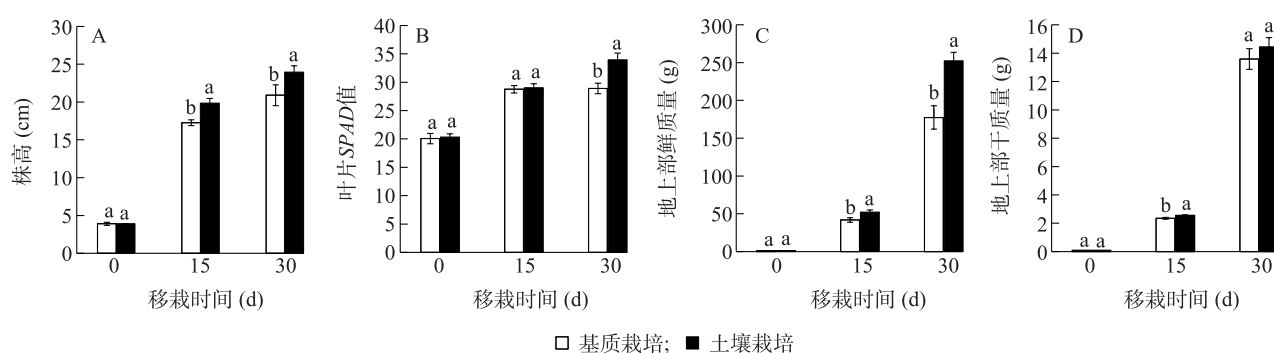 A
株高 (cm)
30
25
20
15
10
5
0
a a
b a
b a
0 15 30
移栽时间 (d)
B
叶片SPAD值
40
35
30
25
20
15
10
5
0
a a
a a
b a
0 15 30
移栽时间 (d)
C
地上部鲜质量 (g)
300
250
200
150
100
50
0
a a
b a
b a
0 15 30
移栽时间 (d)
D
地上部干质量 (g)
16
14
12
10
8
6
4
2
0
a a
b a
a a
0 15 30
移栽时间 (d)
基质栽培; 土壤栽培